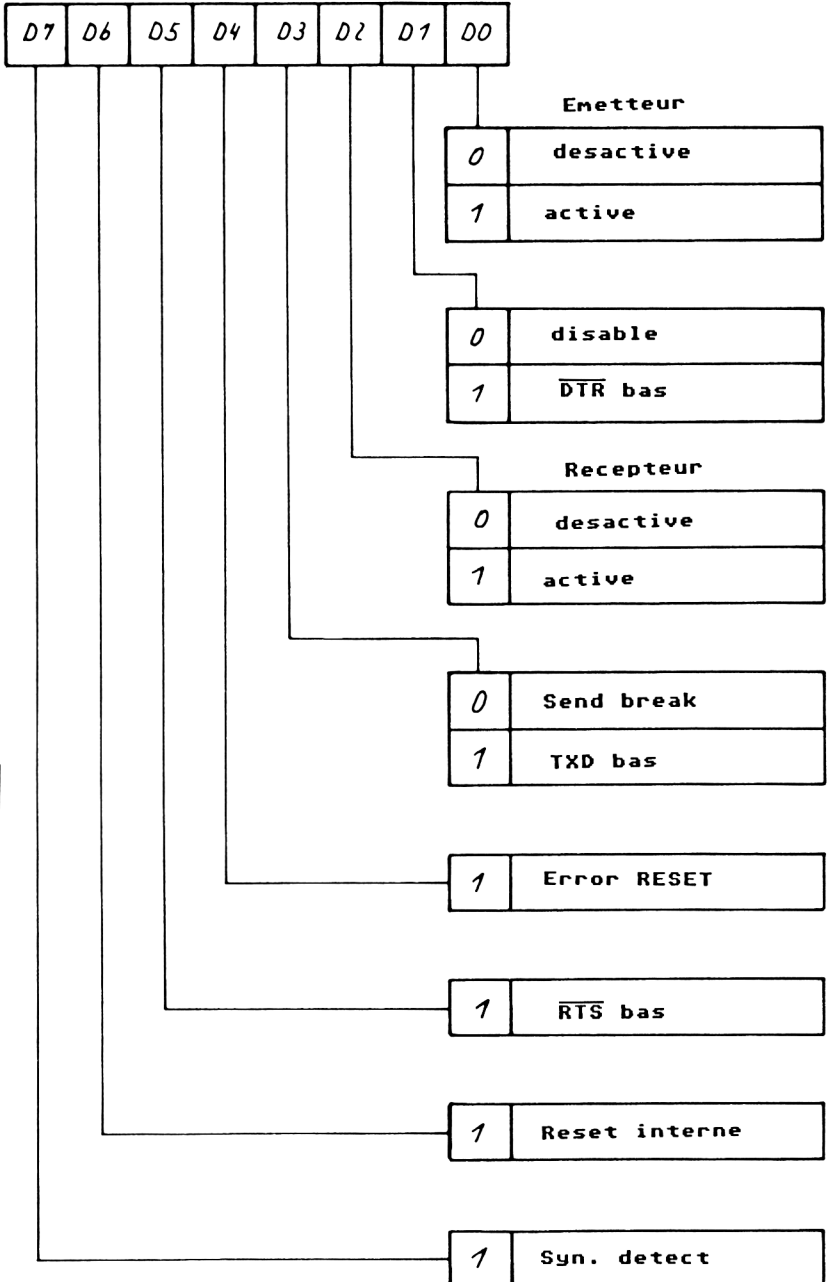 D7 D6 D5 D4 D3 D2 D1 D0
Emetteur
0 desactive
1 active
0 disable
1 D̅T̅R̅ bas
Recepteur
0 desactive
1 active
0 Send break
1 TXD bas
1 Error RESET
1 R̅T̅S̅ bas
1 Reset interne
1 Syn. detect